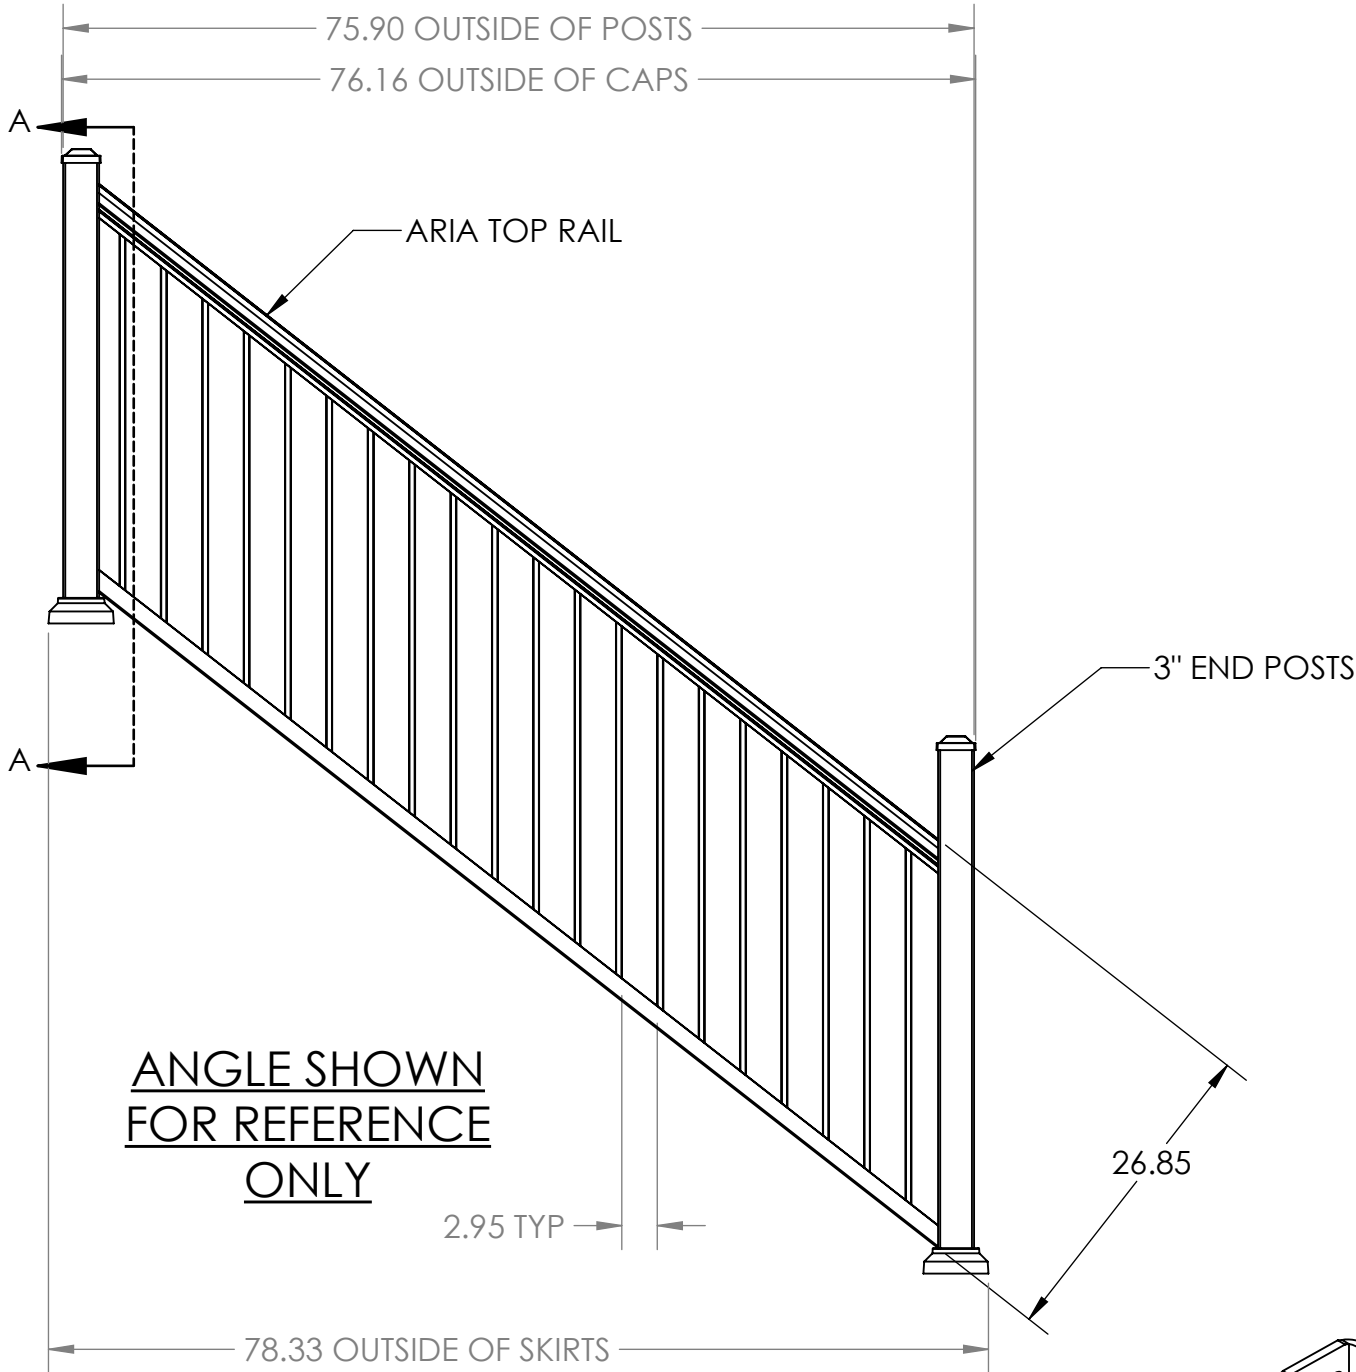 75.90 OUTSIDE OF POSTS
76.16 OUTSIDE OF CAPS
A
ARIA TOP RAIL
3" END POSTS
A
ANGLE SHOWN
FOR REFERENCE
ONLY
26.85
2.95 TYP
78.33 OUTSIDE OF SKIRTS